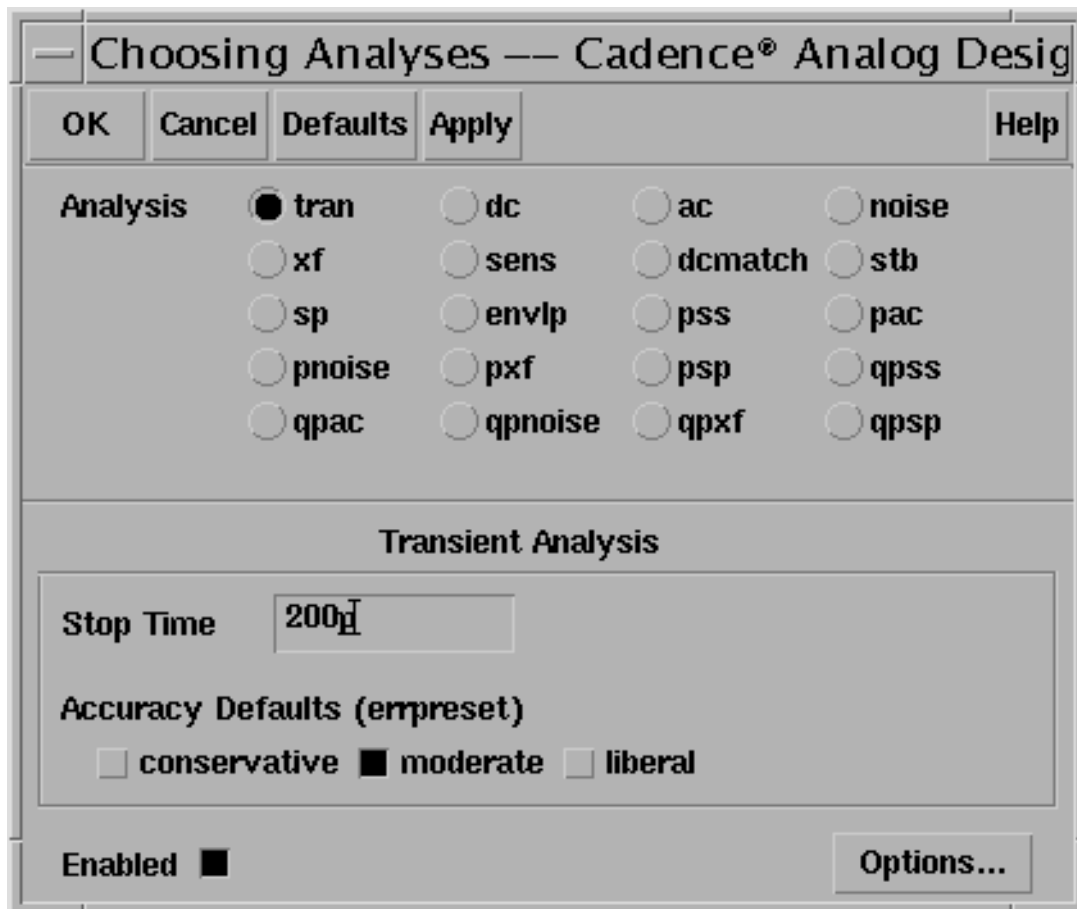 Choosing Analyses –– Cadence® Analog Desig
OK Cancel Defaults Apply Help
Analysis tran dc ac noise
xf sens dcmatch stb
sp envlp pss pac
pnoise pxf psp qpss
qpac qpnoise qpxf qpsp
Transient Analysis
Stop Time
Accuracy Defaults (errpreset)
conservative moderate liberal
Enabled Options...